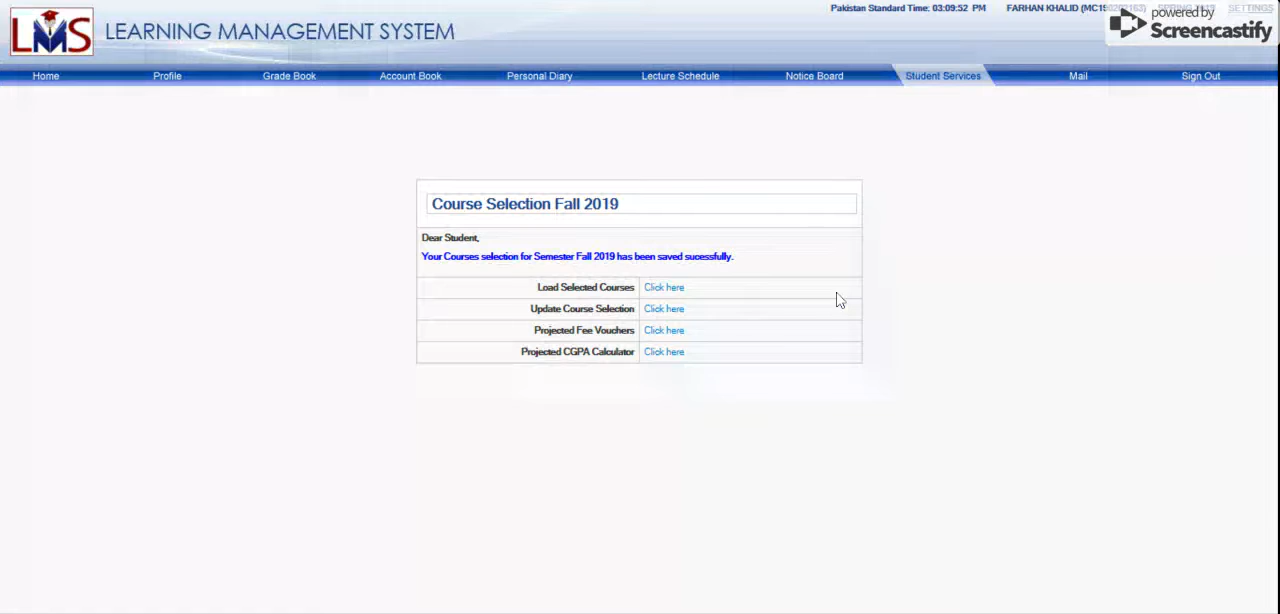 Pakistan Standard Time: 03:09:52 PM FARHAN KHALID SETTINGS
powered by
Screencastify
LMS LEARNING MANAGEMENT SYSTEM
Home Profile Grade Book Account Book Personal Diary Lecture Schedule Notice Board Student Services Mail Sign Out
Course Selection Fall 2019
Dear Student,
Your Courses selection for Semester Fall 2019 has been saved sucessfully.
Load Selected Courses Click here
Update Course Selection Click here
Projected Fee Vouchers Click here
Projected CGPA Calculator Click here